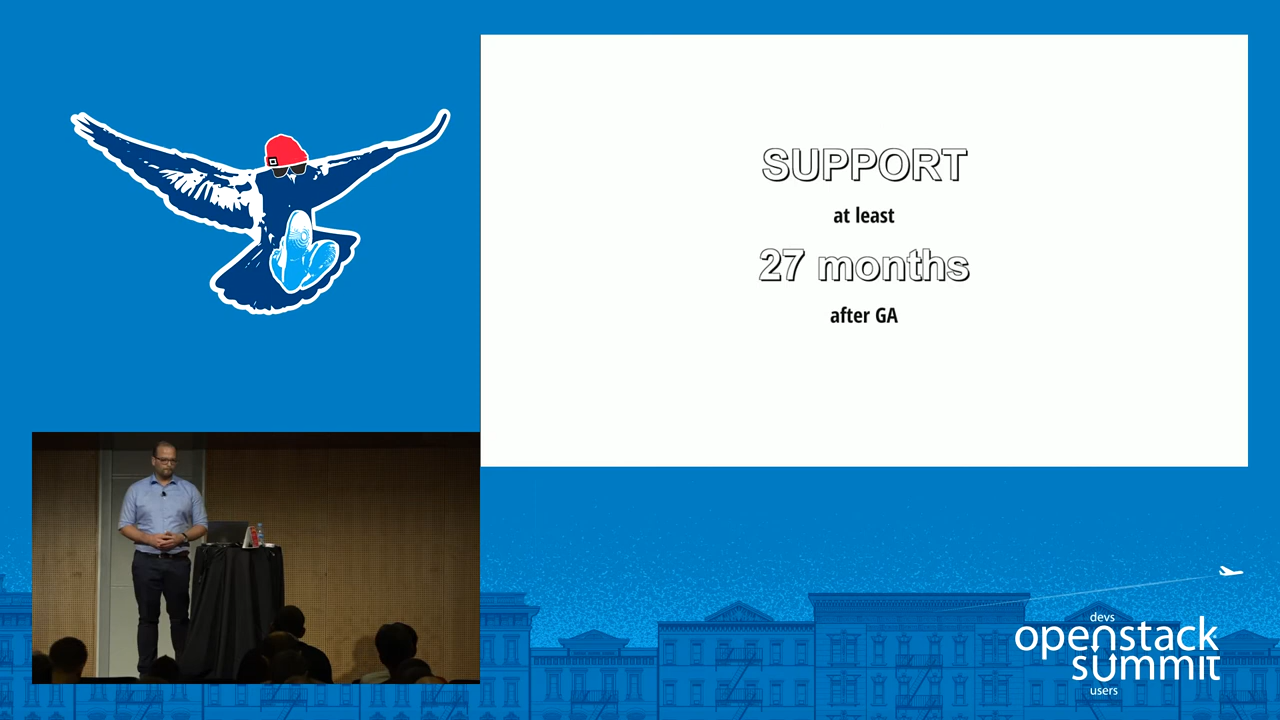 SUPPORT
at least
27 months
after GA
devs
openstack
summit
users